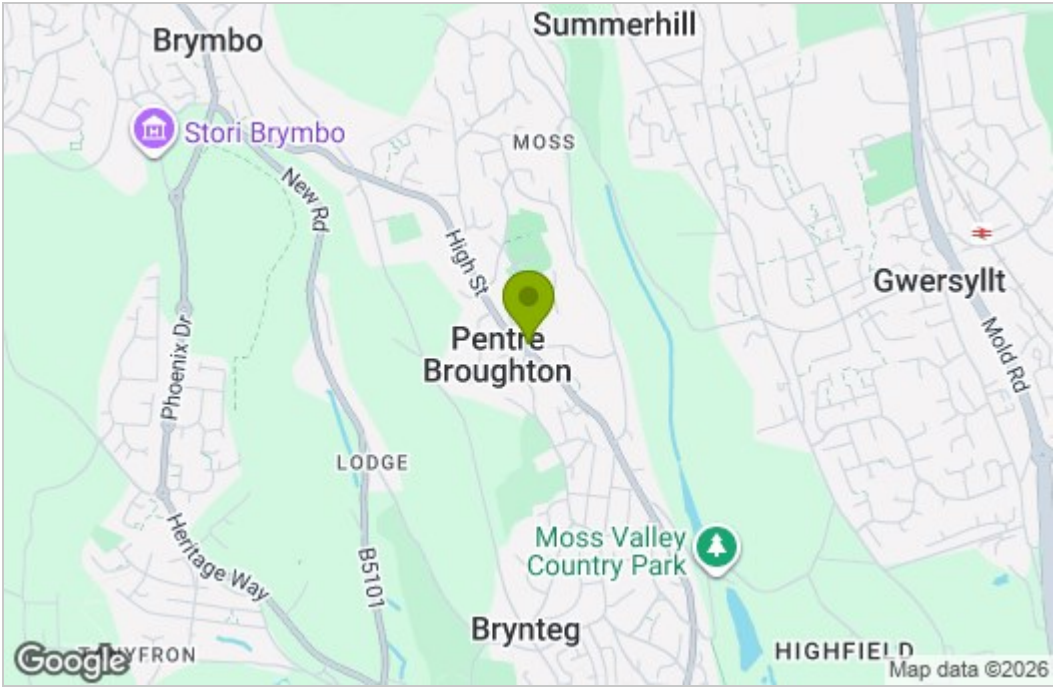 Brymbo
Summerhill
Stori Brymbo
MOSS
New Rd
High St
Gwersyllt
Phoenix Dr
Pentre
Broughton
Mold Rd
LODGE
Heritage Way
B5101
Moss Valley
Country Park
Brynteg
HIGHFIELD
TANYFRON
Google
Map data ©2026